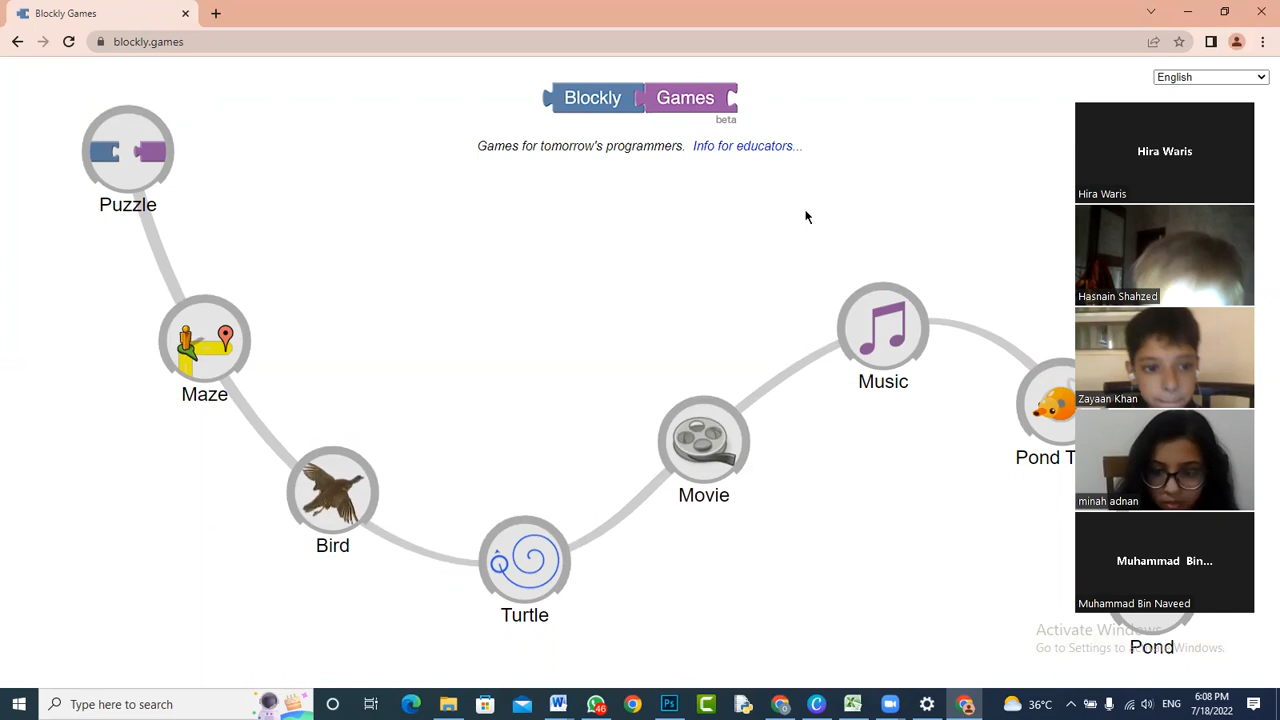 Blockly Games
blockly.games
English
Blockly Games
beta
Games for tomorrow's programmers. Info for educators...
Puzzle
Maze
Bird
Turtle
Movie
Music
Pond T
Pond
Hira Waris
Hira Waris
Hasnain Shahzed
Zayaan Khan
minah adnan
Muhammad Bin...
Muhammad Bin Naveed
Activate Windows
Go to Settings to activate Windows.
Type here to search
W
46
Ps
36°C
6:08 PM
7/18/2022